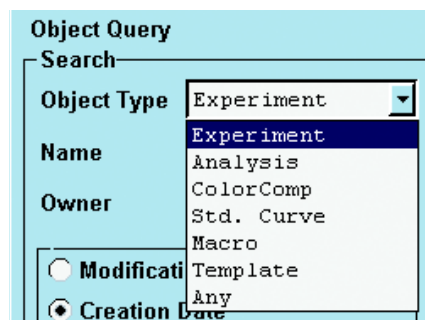 Object Query
Search
Object Type Experiment
Experiment
Name
Analysis
ColorComp
Owner
Std. Curve
Macro
Modificati Template
Any
Creation Date